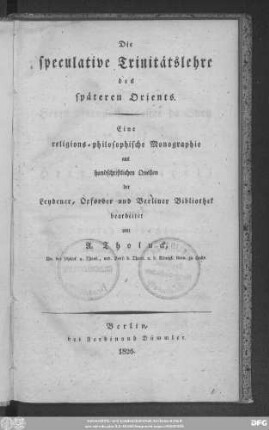 Die
speculative Trinitätslehre
des
späteren Orients.
Eine
religions-philosophische Monographie
aus
handschriftlichen Quellen
der
Leydener, Oxforder und Berliner Bibliothek
bearbeitet
von
A. Tholuck,
Berlin,
bei Ferdinand Dümmler
1826.